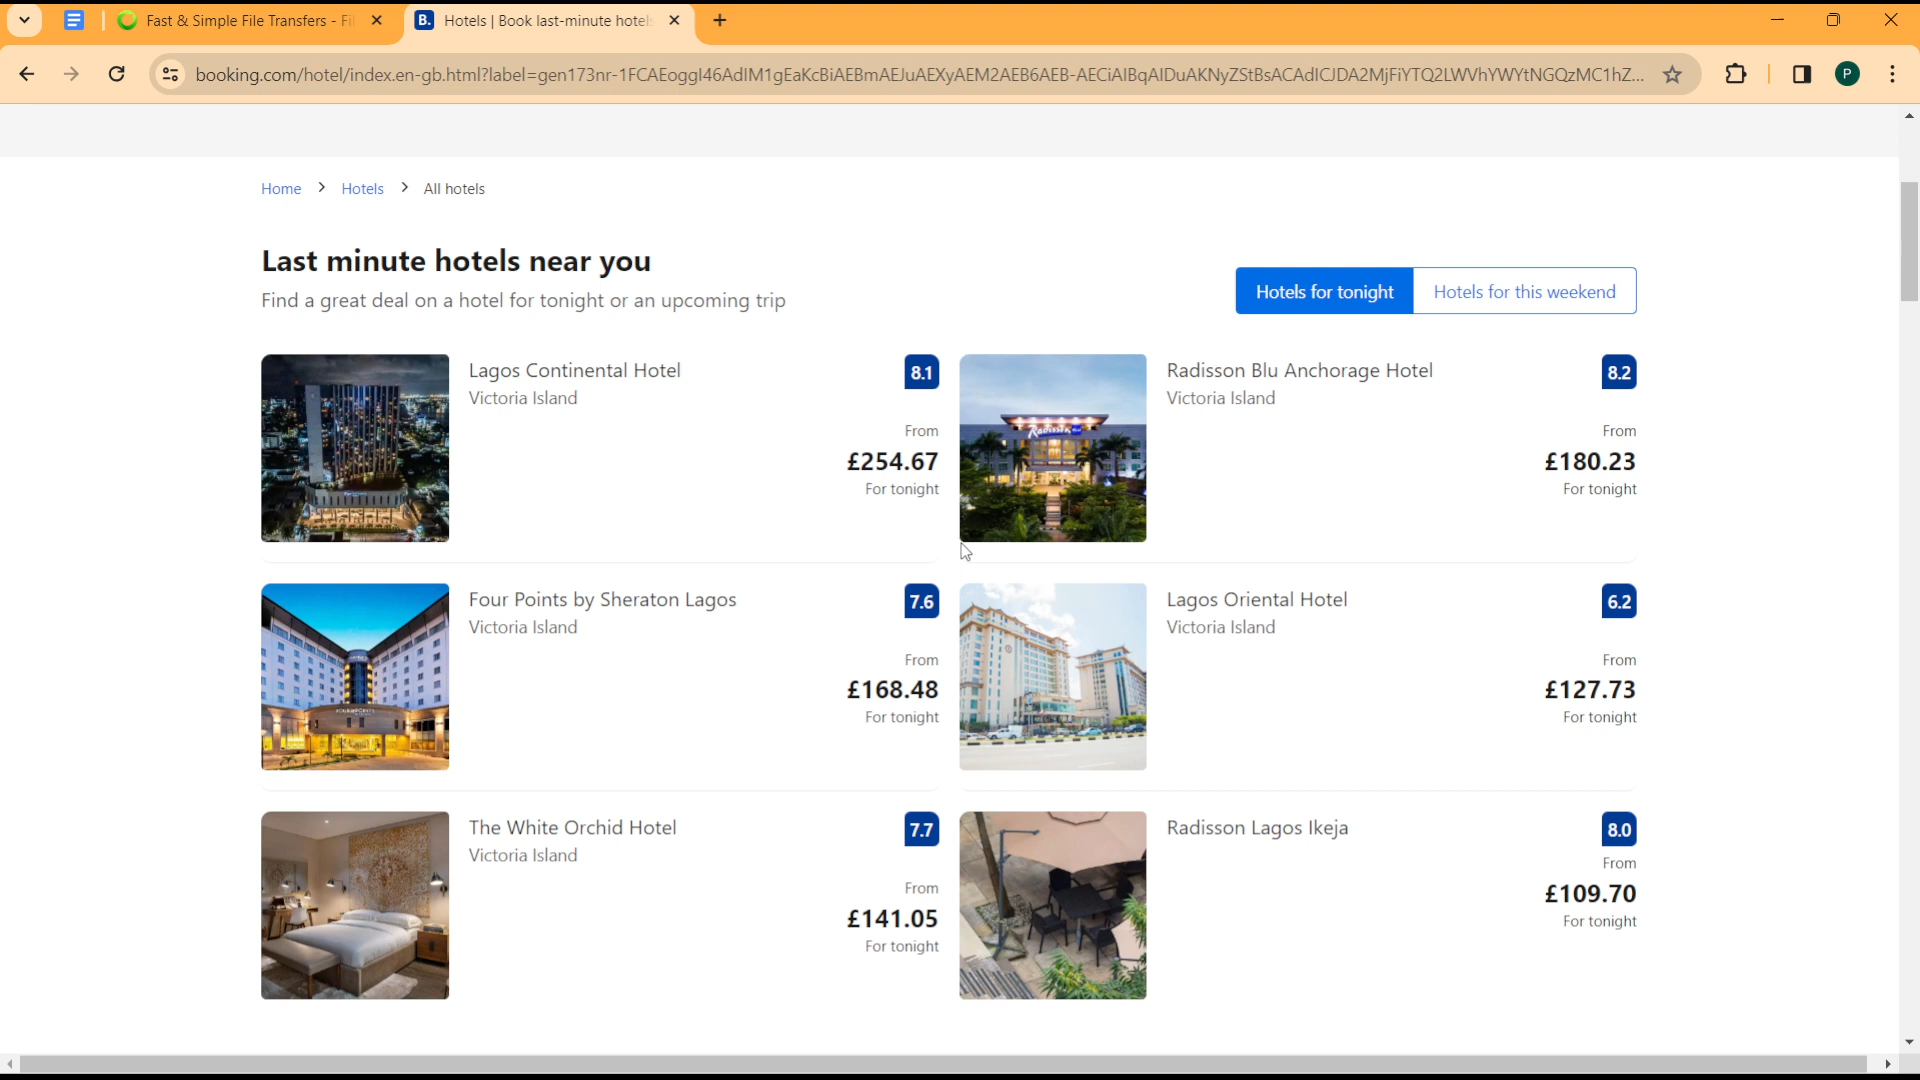 Fast & Simple File Transfers - Fi
B. Hotels | Book last-minute hotels
booking.com/hotel/index.en-gb.html?label=gen173nr-1FCAEoggI46AdIM1gEaKcBiAEBmAEJuAEXyAEM2AEB6AEB-AECiAIBqAIDuAKNyZStBsACAdICJDA2MjFiYTQ2LWVhYWYtNGQzMC1hZ...
P
Home > Hotels > All hotels
Last minute hotels near you
Find a great deal on a hotel for tonight or an upcoming trip
Hotels for tonight
Hotels for this weekend
Lagos Continental Hotel
8.1
Victoria Island
From
£254.67
For tonight
Radisson
Radisson Blu Anchorage Hotel
8.2
Victoria Island
From
£180.23
For tonight
FOUR POINTS
Four Points by Sheraton Lagos
7.6
Victoria Island
From
£168.48
For tonight
Lagos Oriental Hotel
6.2
Victoria Island
From
£127.73
For tonight
The White Orchid Hotel
7.7
Victoria Island
From
£141.05
For tonight
Radisson Lagos Ikeja
8.0
From
£109.70
For tonight